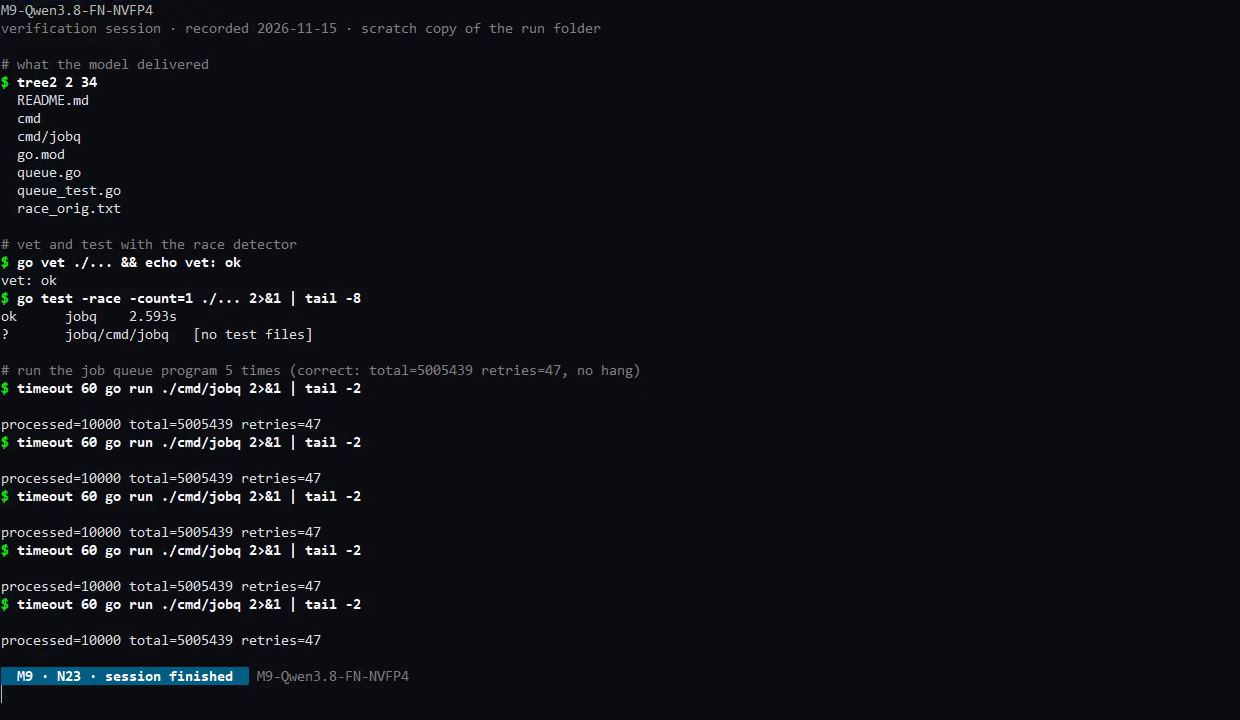 M9-Qwen3.8-FN-NVFP4
verification session · recorded 2026-11-15 · scratch copy of the run folder
# what the model delivered
$ tree2 2 34
README.md
cmd
cmd/jobq
go.mod
queue.go
queue_test.go
race_orig.txt
# vet and test with the race detector
$ go vet ./... && echo vet: ok
vet: ok
$ go test -race -count=1 ./... 2>&1 | tail -8
ok      jobq    2.593s
?       jobq/cmd/jobq   [no test files]
# run the job queue program 5 times (correct: total=5005439 retries=47, no hang)
$ timeout 60 go run ./cmd/jobq 2>&1 | tail -2
processed=10000 total=5005439 retries=47
$ timeout 60 go run ./cmd/jobq 2>&1 | tail -2
processed=10000 total=5005439 retries=47
$ timeout 60 go run ./cmd/jobq 2>&1 | tail -2
processed=10000 total=5005439 retries=47
$ timeout 60 go run ./cmd/jobq 2>&1 | tail -2
processed=10000 total=5005439 retries=47
$ timeout 60 go run ./cmd/jobq 2>&1 | tail -2
processed=10000 total=5005439 retries=47
M9 · N23 · session finished M9-Qwen3.8-FN-NVFP4